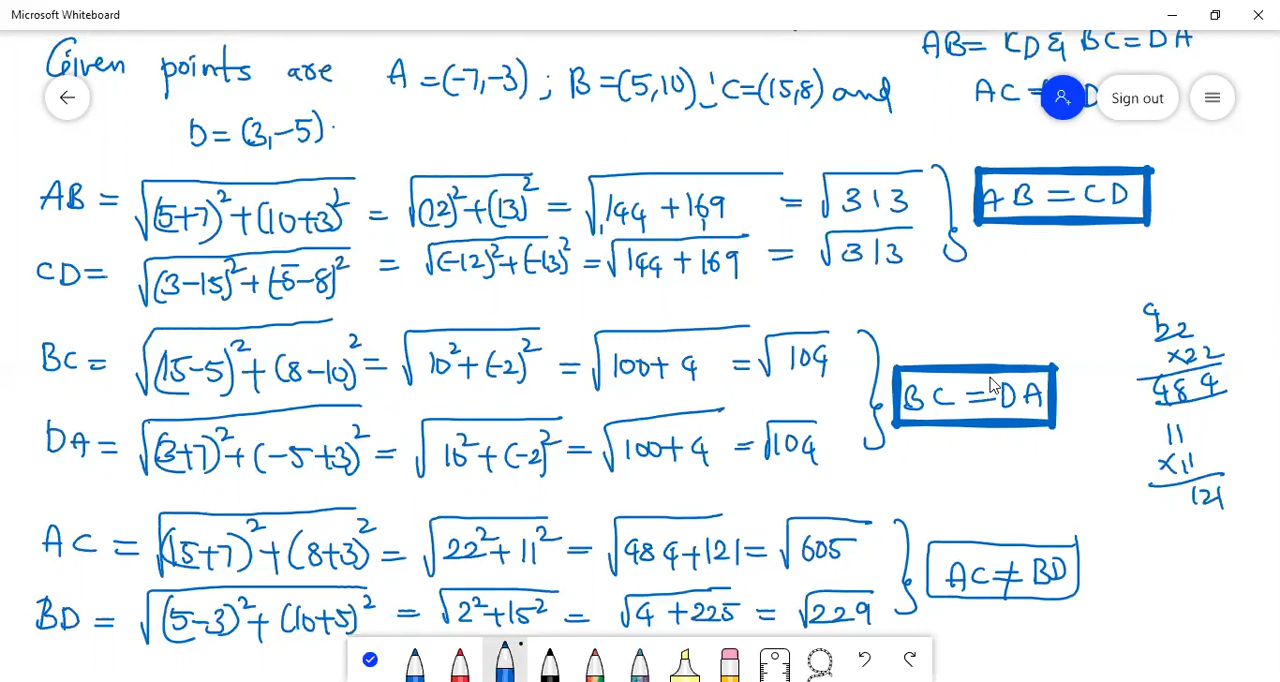 Microsoft Whiteboard
AB= CD & BC=DA
Given points are A=(-7,-3); B=(5,10), C=(15,8) and
AC D
Sign out
D=(3,-5).
AB = √(5+7)²+(10+3)² = √(12)²+(13)² = √144+169 = √313
AB=CD
CD= √(3-15)²+(-5-8)² = √(-12)²+(-13)² =√144+169 = √313
BC= √(15-5)²+(8-10)² = √10²+(-2)² = √100+4 =√104
BC=DA
DA= √(3+7)²+(-5+3)² = √10²+(-2)² = √100+4 =√104
22
×22
484
11
×11
121
AC = √(15+7)²+(8+3)² = √22²+11² = √484+121 = √605
AC≠BD
BD = √(5-3)²+(10+5)² = √2²+15² = √4+225 = √229